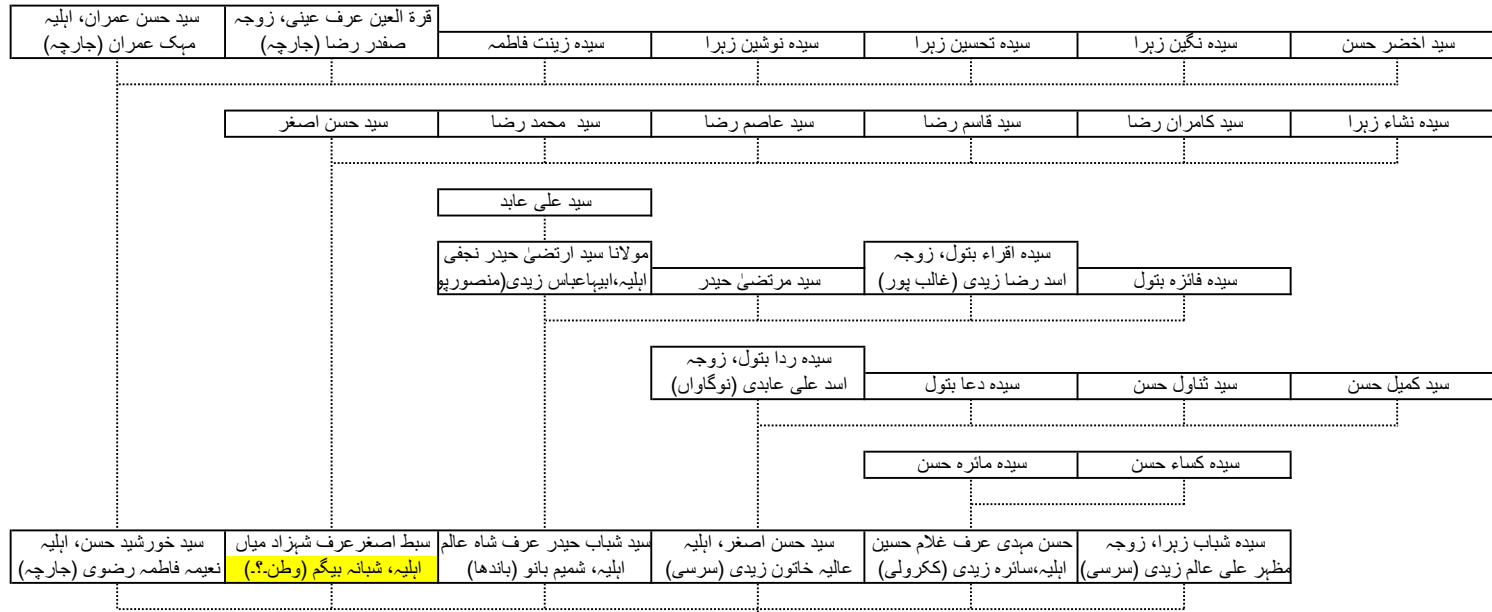 سید اخضر حسن
سیدہ نگین زہرا
سیدہ تحسین زہرا
سیدہ نوشین زہرا
سیدہ زینت فاطمہ
قرۃ العین عرف عینی، زوجہ
صفدر رضا (جارچہ)
سید حسن عمران، اہلیہ
مہک عمران (جارچہ)
سیدہ نشاء زہرا
سید کامران رضا
سید قاسم رضا
سید عاصم رضا
سید محمد رضا
سید حسن اصغر
سید علی عابد
سیدہ فائزہ بتول
سیدہ اقراء بتول، زوجہ
اسد رضا زیدی (غالب پور)
سید مرتضیٰ حیدر
مولانا سید ارتضیٰ حیدر نجفی
اہلیہ،ابیہاعباس زیدی(منصورپو
سید کمیل حسن
سید ثناول حسن
سیدہ دعا بتول
سیدہ ردا بتول، زوجہ
اسد علی عابدی (نوگاواں)
سیدہ کساء حسن
سیدہ مائرہ حسن
سیدہ شباب زہرا، زوجہ
مظہر علی عالم زیدی (سرسی)
حسن مہدی عرف غلام حسین
اہلیہ،سائرہ زیدی (ککرولی)
سید حسن اصغر، اہلیہ
عالیہ خاتون زیدی (سرسی)
سید شباب حیدر عرف شاہ عالم
اہلیہ، شمیم بانو (باندھا)
سبط اصغر عرف شہزاد میاں
اہلیہ، شبانہ بیگم (وطن۔؟۔)
سید خورشید حسن، اہلیہ
نعیمہ فاطمہ رضوی (جارچہ)